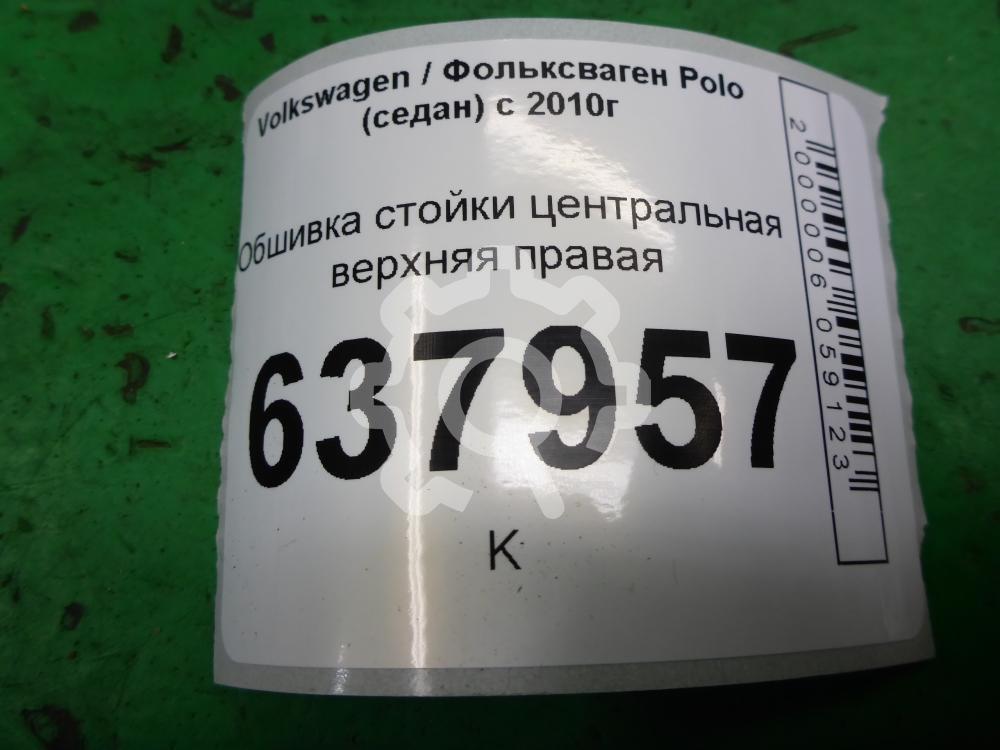 Volkswagen / Фольксваген Polo
(седан) с 2010г
Обшивка стойки центральная
верхняя правая
637957
К
2000006059123